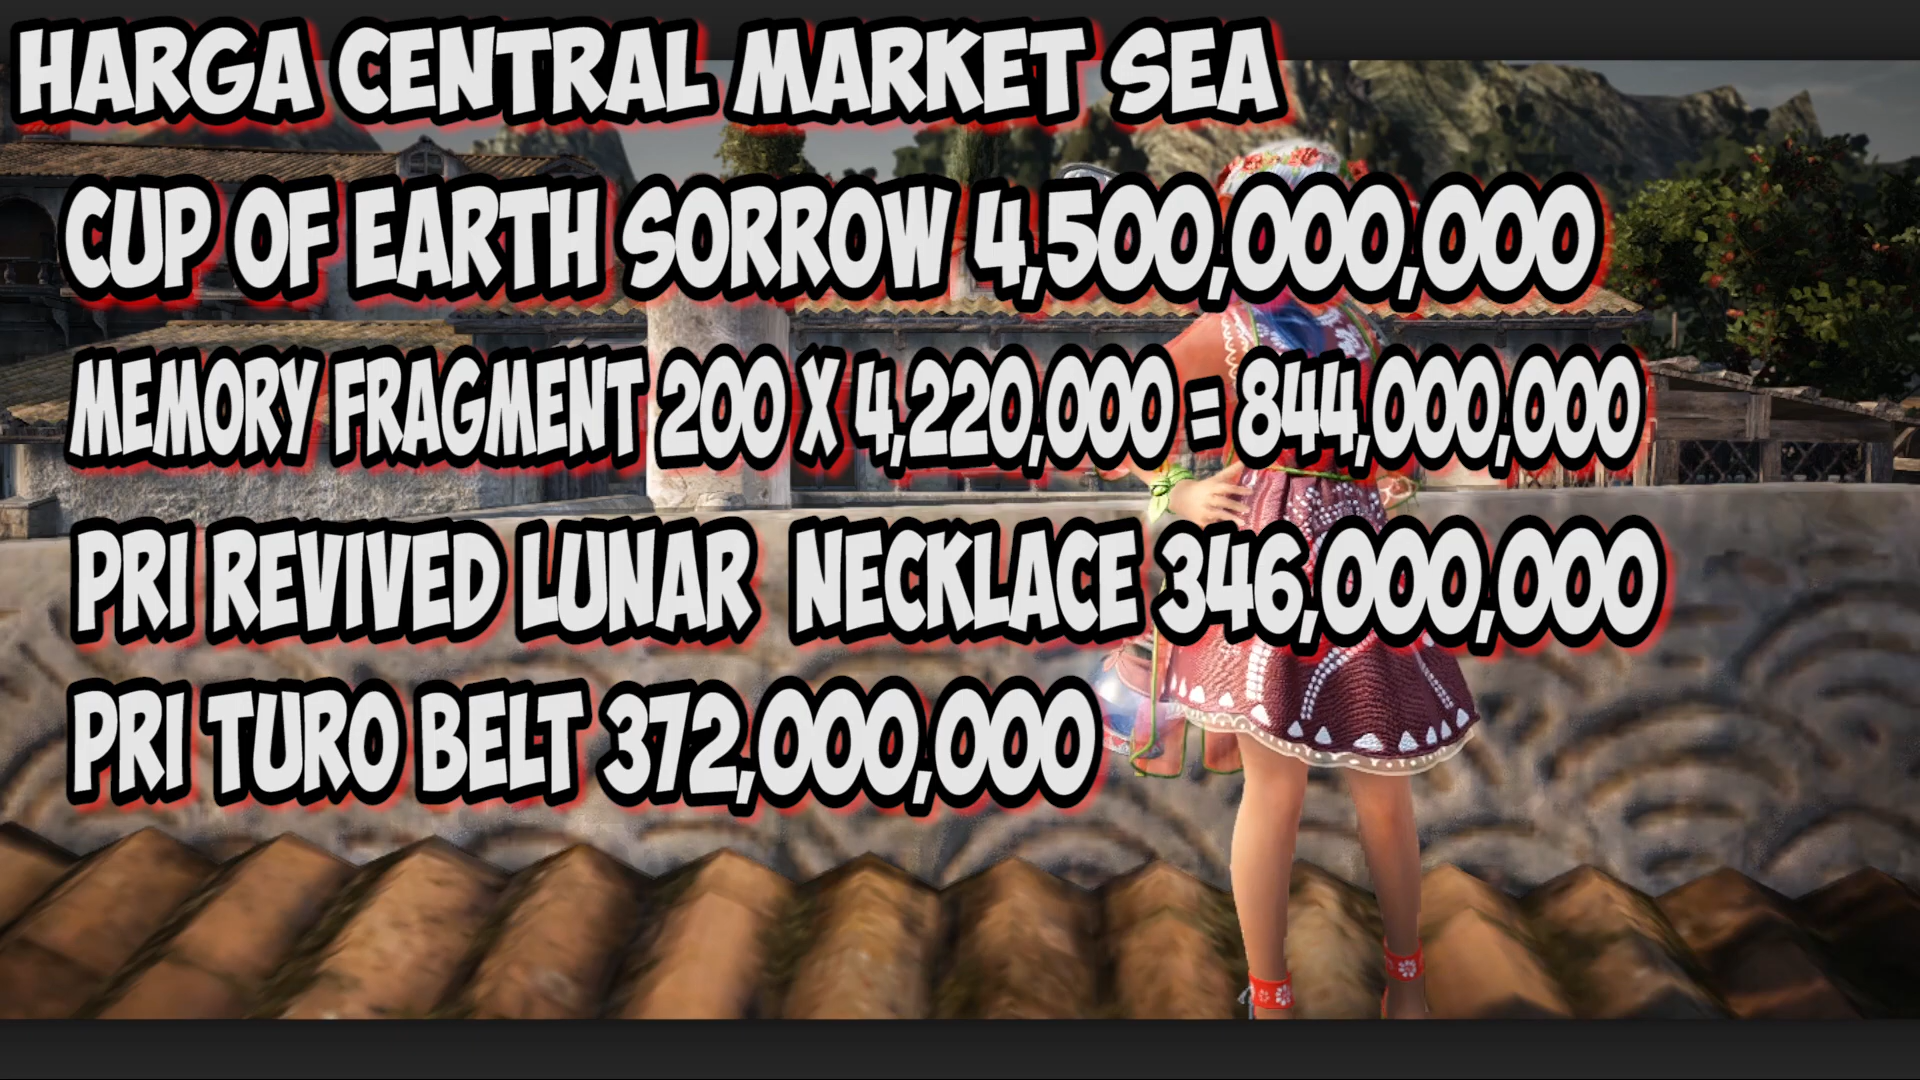 HARGA CENTRAL MARKET SEA
CUP OF EARTH SORROW 4,500,000,000
MEMORY FRAGMENT 200 X 4,220,000 = 844,000,000
PRI REVIVED LUNAR NECKLACE 346,000,000
PRI TURO BELT 372,000,000